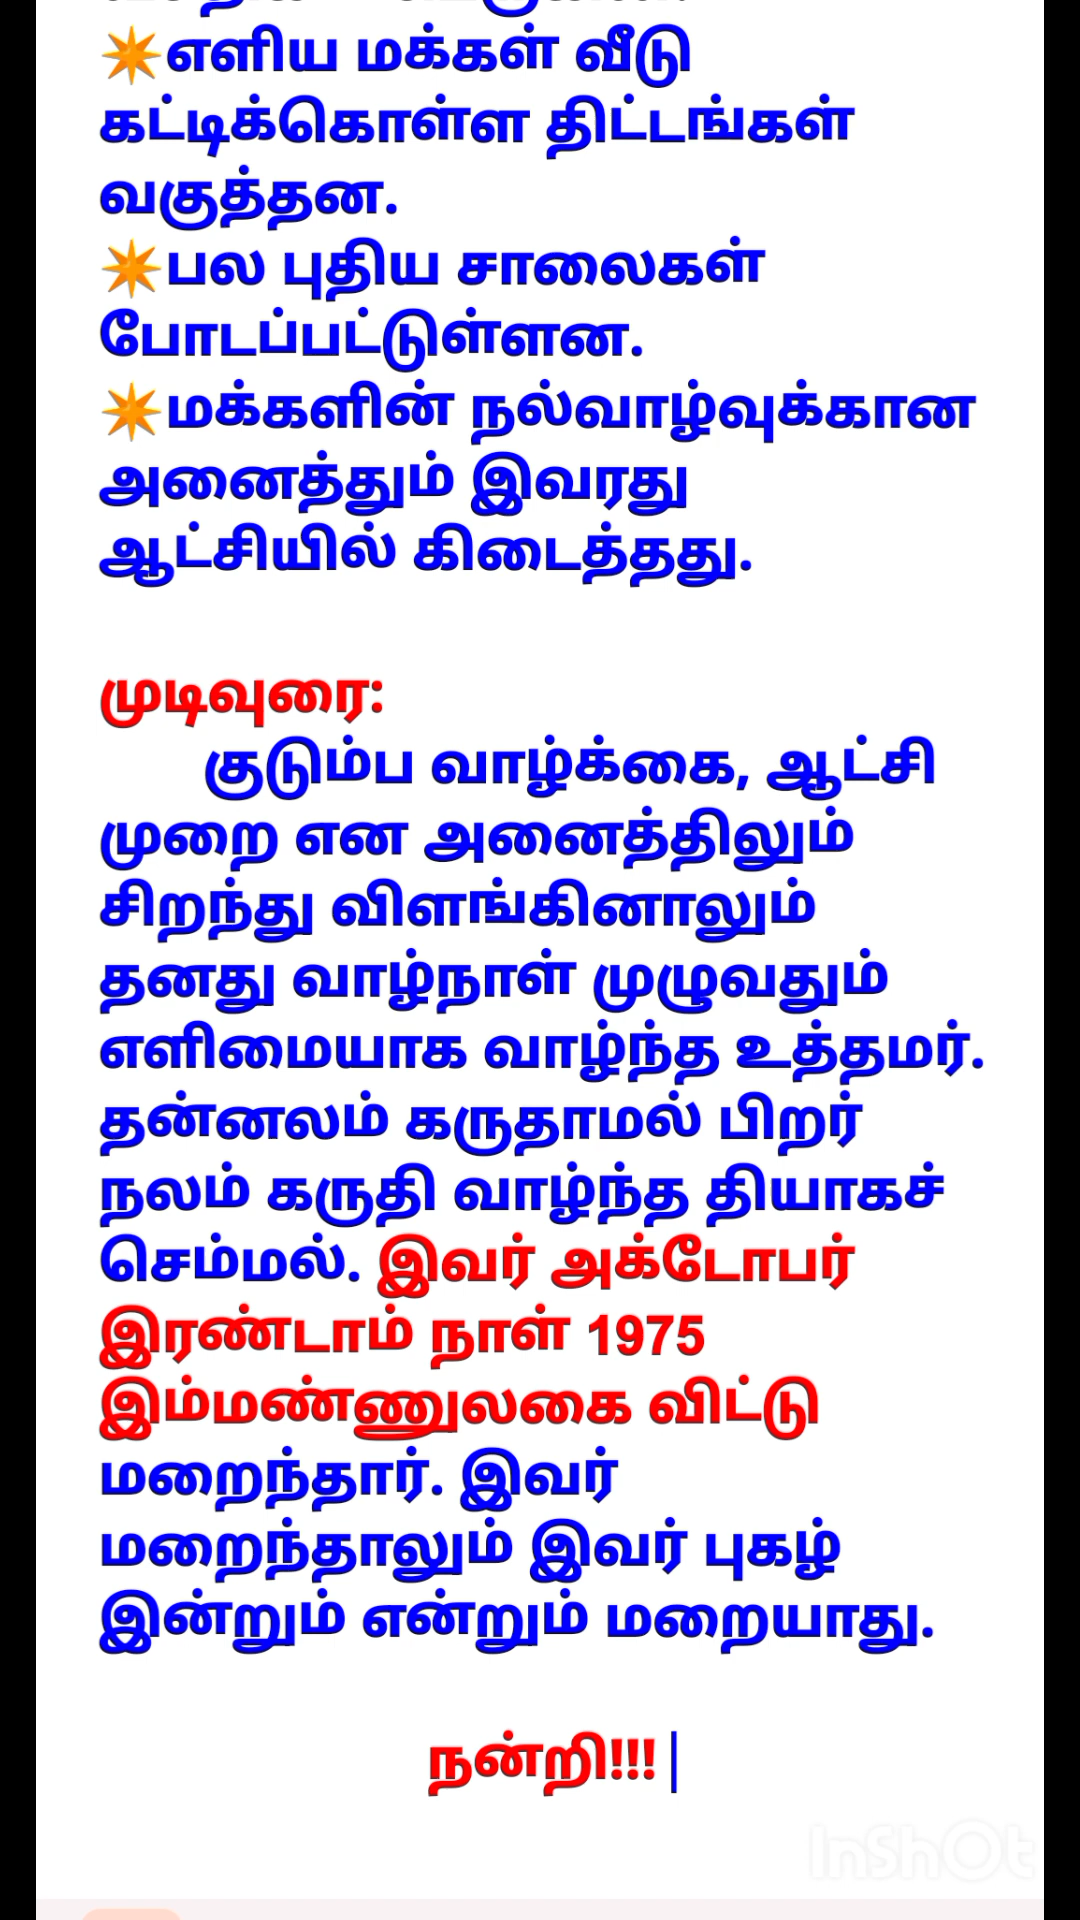 ✴எளிய மக்கள் வீடு
கட்டிக்கொள்ள திட்டங்கள்
வகுத்தன.
✴பல புதிய சாலைகள்
போடப்பட்டுள்ளன.
✴மக்களின் நல்வாழ்வுக்கான
அனைத்தும் இவரது
ஆட்சியில் கிடைத்தது.
முடிவுரை:
குடும்ப வாழ்க்கை, ஆட்சி
முறை என அனைத்திலும்
சிறந்து விளங்கினாலும்
தனது வாழ்நாள் முழுவதும்
எளிமையாக வாழ்ந்த உத்தமர்.
தன்னலம் கருதாமல் பிறர்
நலம் கருதி வாழ்ந்த தியாகச்
செம்மல். இவர் அக்டோபர்
இரண்டாம் நாள் 1975
இம்மண்ணுலகை விட்டு
மறைந்தார். இவர்
மறைந்தாலும் இவர் புகழ்
இன்றும் என்றும் மறையாது.
நன்றி!!!
InShOt